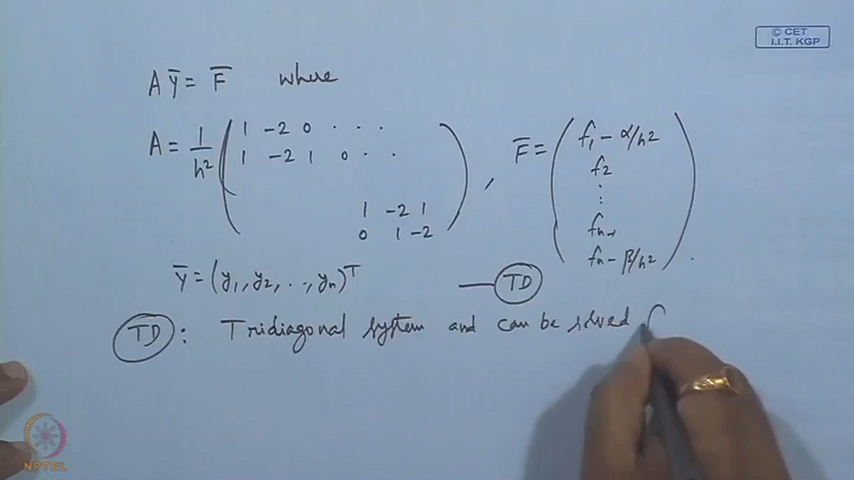 © CET
I.I.T. KGP
A Ȳ = F̄ where
A = 1/h² ( 1 -2 0 . . .
1 -2 1 0 . .
1 -2 1
0 1 -2 ) , F̄ = ( f₁ - α/h²
f₂
⋮
fₙ₋₁
fₙ - β/h² ) .
Ȳ = (y₁, y₂, . ., yₙ)ᵀ — TD
TD : Tridiagonal system and can be solved (
NPTEL